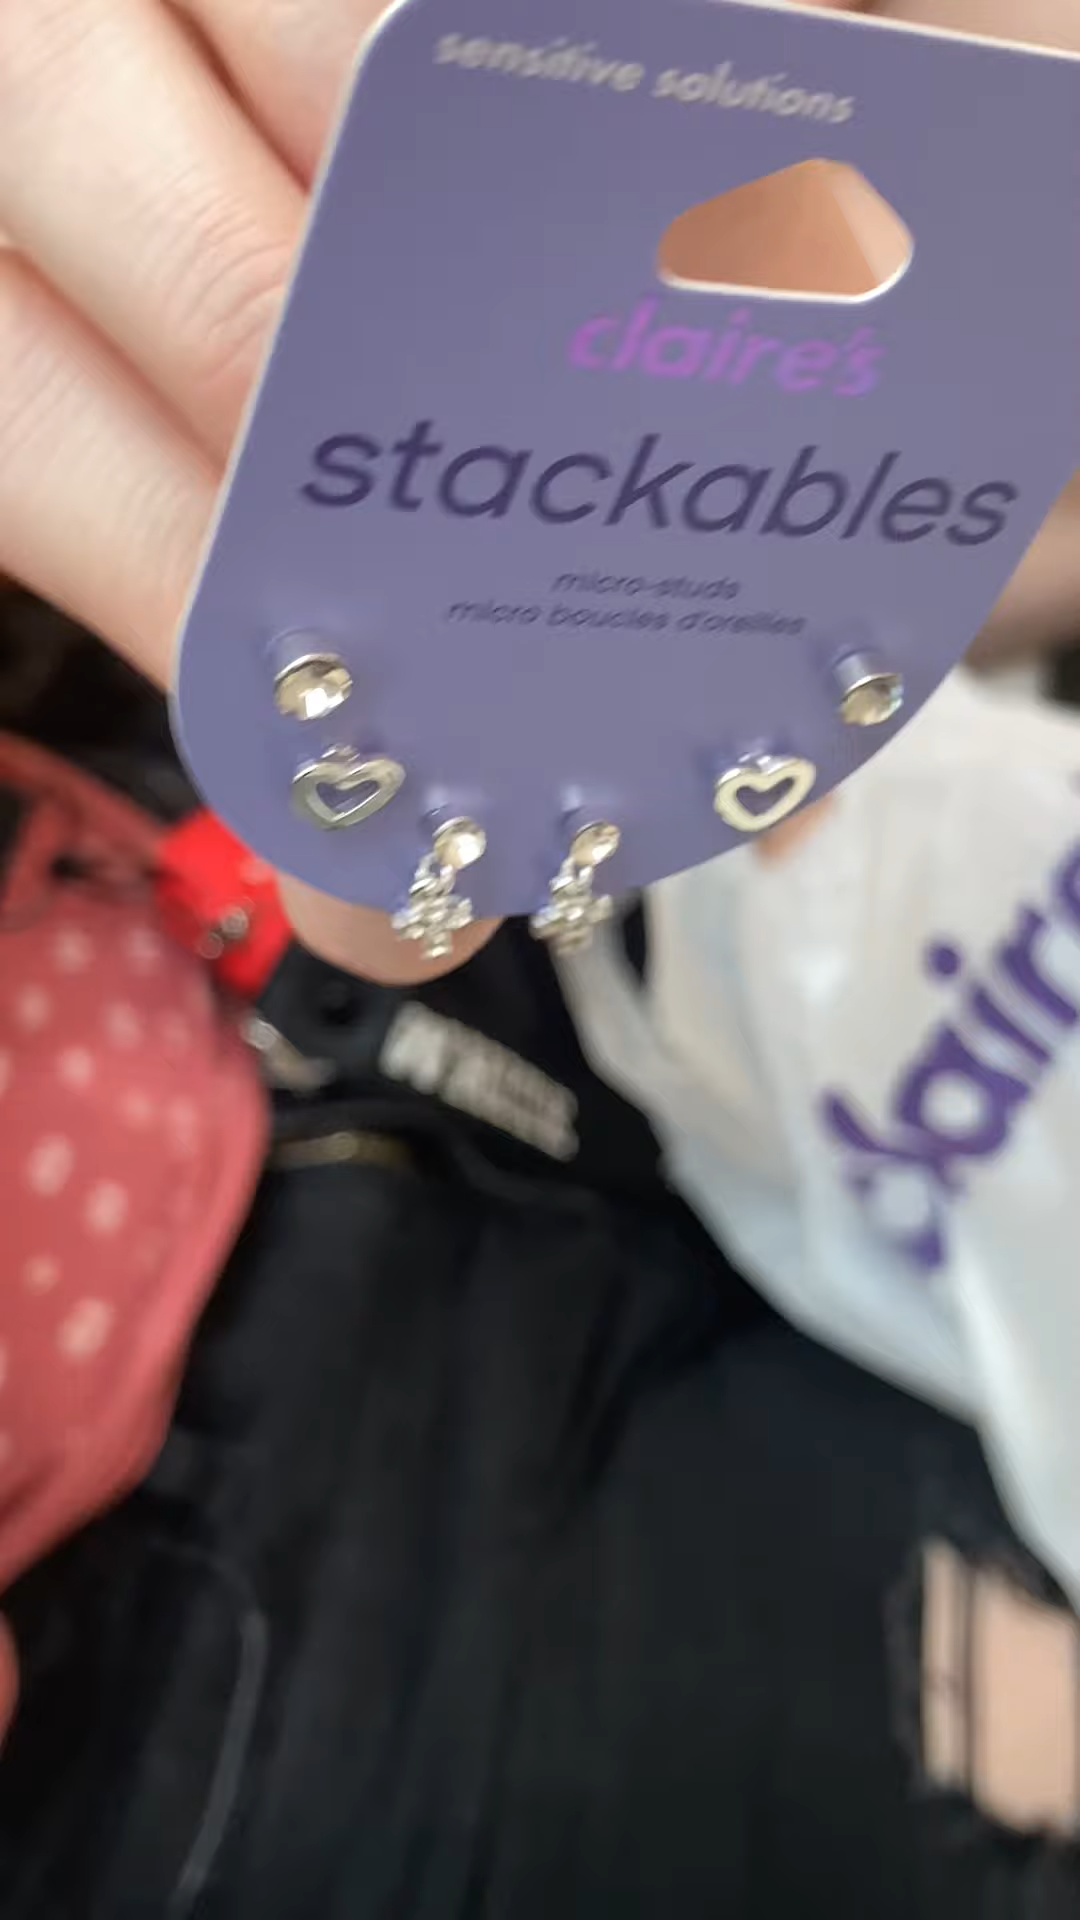 sensitive solutions
claire's
stackables
micro-studs
micro boucles d'oreilles
claire